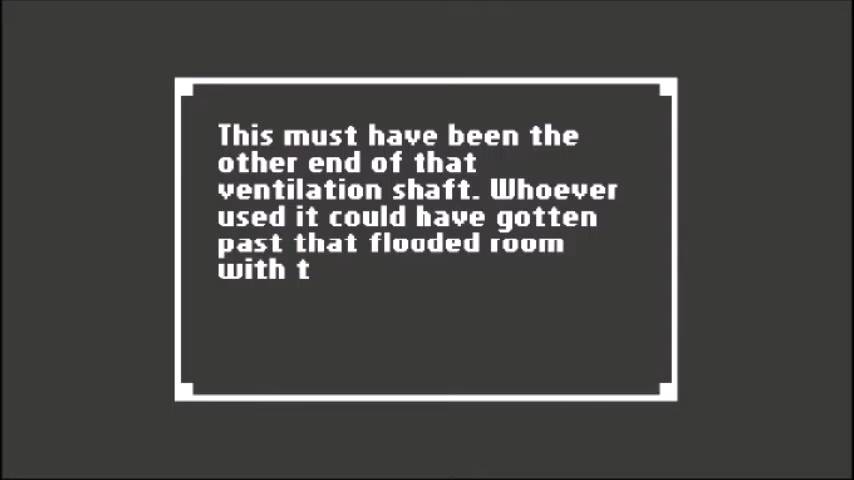 This must have been the
other end of that
ventilation shaft. Whoever
used it could have gotten
past that flooded room
with t